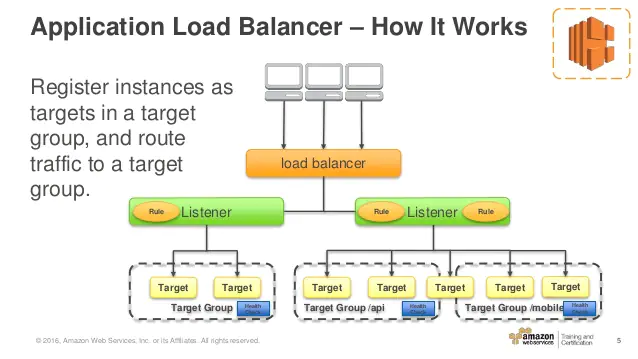 Application Load Balancer – How It Works
Register instances as
targets in a target
group, and route
traffic to a target
group.
load balancer
Rule Listener
Rule Listener Rule
Target Target
Target Target Target Target Target
Target Group Health Check
Target Group /api Health Check
Target Group /mobile Health Check
© 2016, Amazon Web Services, Inc. or its Affiliates. All rights reserved.
amazon
web services
Training and
Certification
5